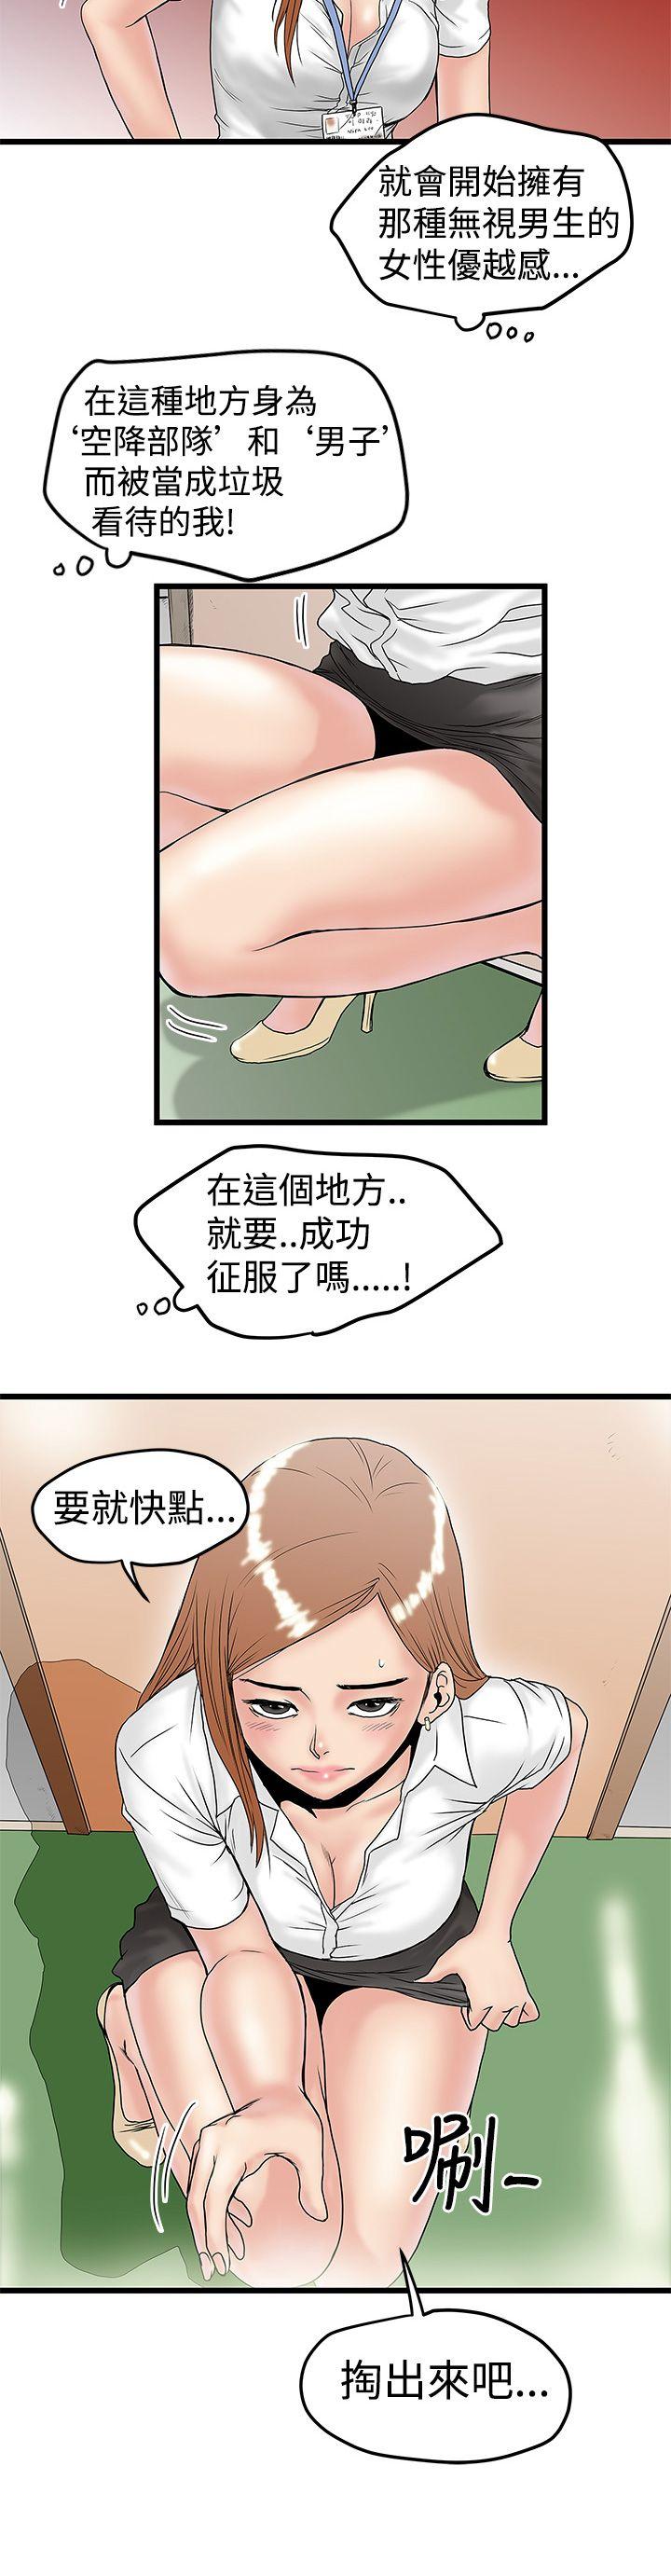 就會開始擁有
那種無視男生的
女性優越感...
在這種地方身為
‘空降部隊’ 和 ‘男子’
而被當成垃圾
看待的我!
在這個地方..
就要..成功
征服了嗎.....!
要就快點...
唰-
掏出來吧...